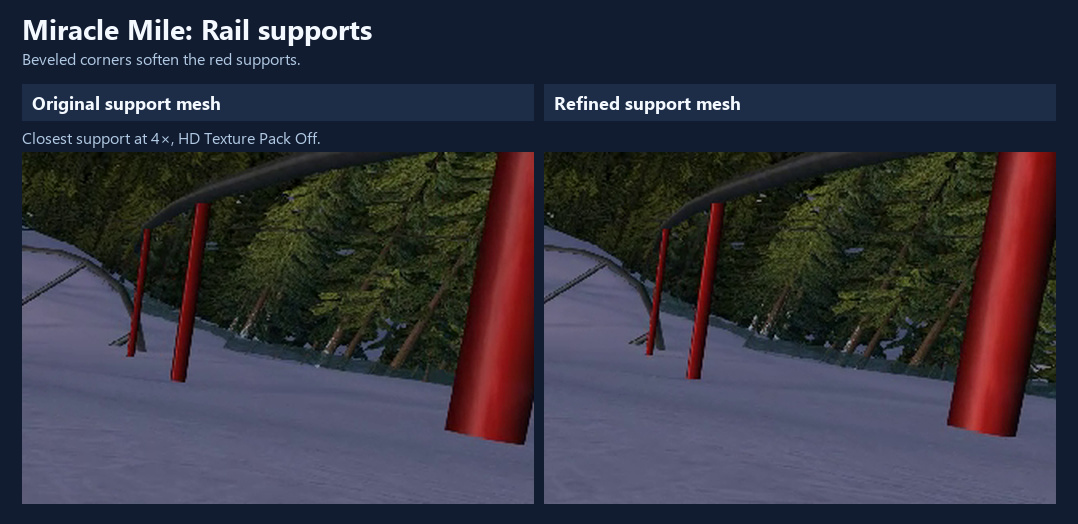 Miracle Mile: Rail supports
Beveled corners soften the red supports.
Original support mesh
Refined support mesh
Closest support at 4×, HD Texture Pack Off.